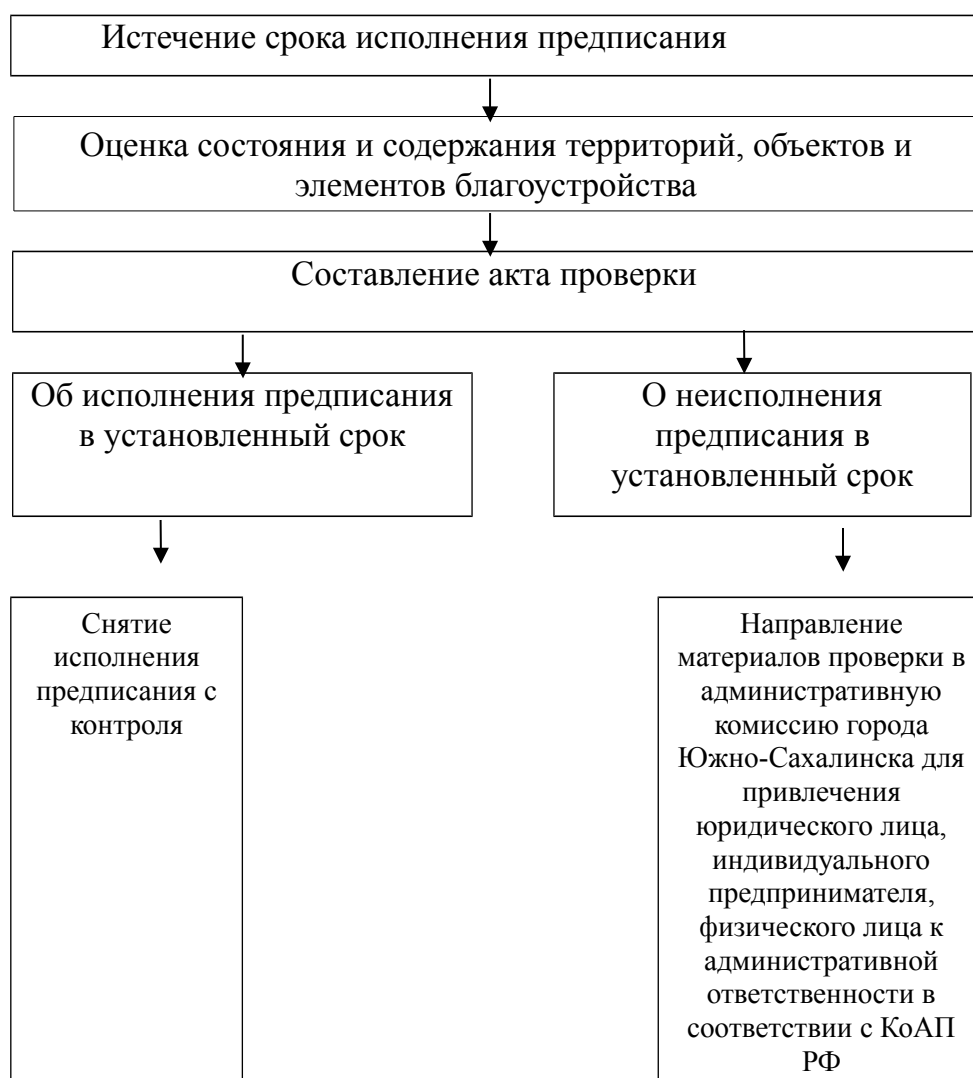 Истечение срока исполнения предписания
Оценка состояния и содержания территорий, объектов и
элементов благоустройства
Составление акта проверки
Об исполнения предписания
в установленный срок
О неисполнения
предписания в
установленный срок
Снятие
исполнения
предписания с
контроля
Направление
материалов проверки в
административную
комиссию города
Южно-Сахалинска для
привлечения
юридического лица,
индивидуального
предпринимателя,
физического лица к
административной
ответственности в
соответствии с КоАП
РФ